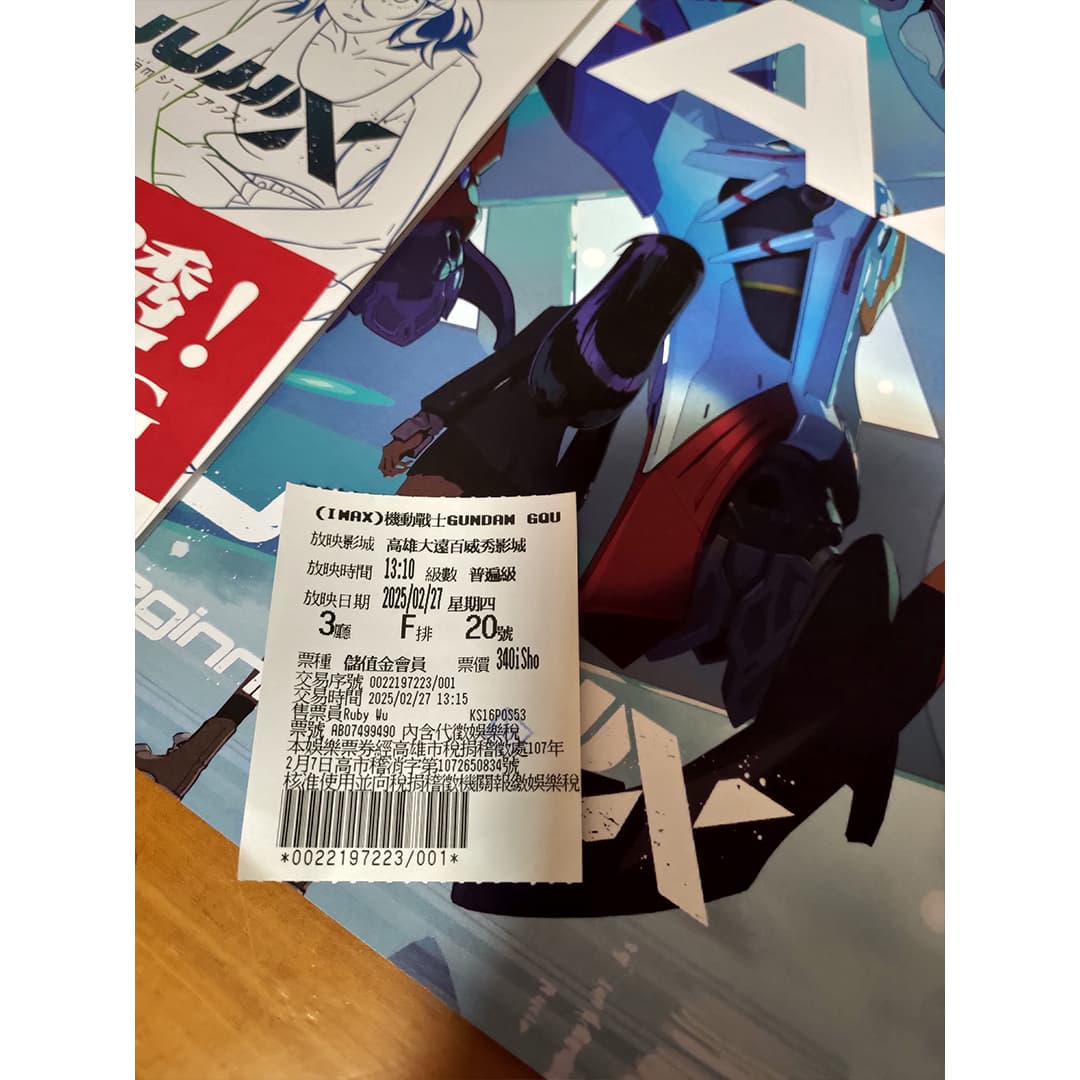 シークアクス
秀!
G
A
(IMAX)機動戰士GUNDAM GQU
放映影城 高雄大遠百威秀影城
放映時間 13:10 級數 普遍級
放映日期 2025/02/27 星期四
3廳 F排 20號
票種 儲值金會員 票價 340iSho
交易序號 0022197223/001
交易時間 2025/02/27 13:15
售票員Ruby Wu KS16POS53
票號 AB07499490 內含代徵娛樂稅
本娛樂票券經高雄市稅捐稽徵處107年
2月7日高市稽消字第1072650834號
核准使用並向稅捐稽徵機關報繳娛樂稅
*0022197223/001*